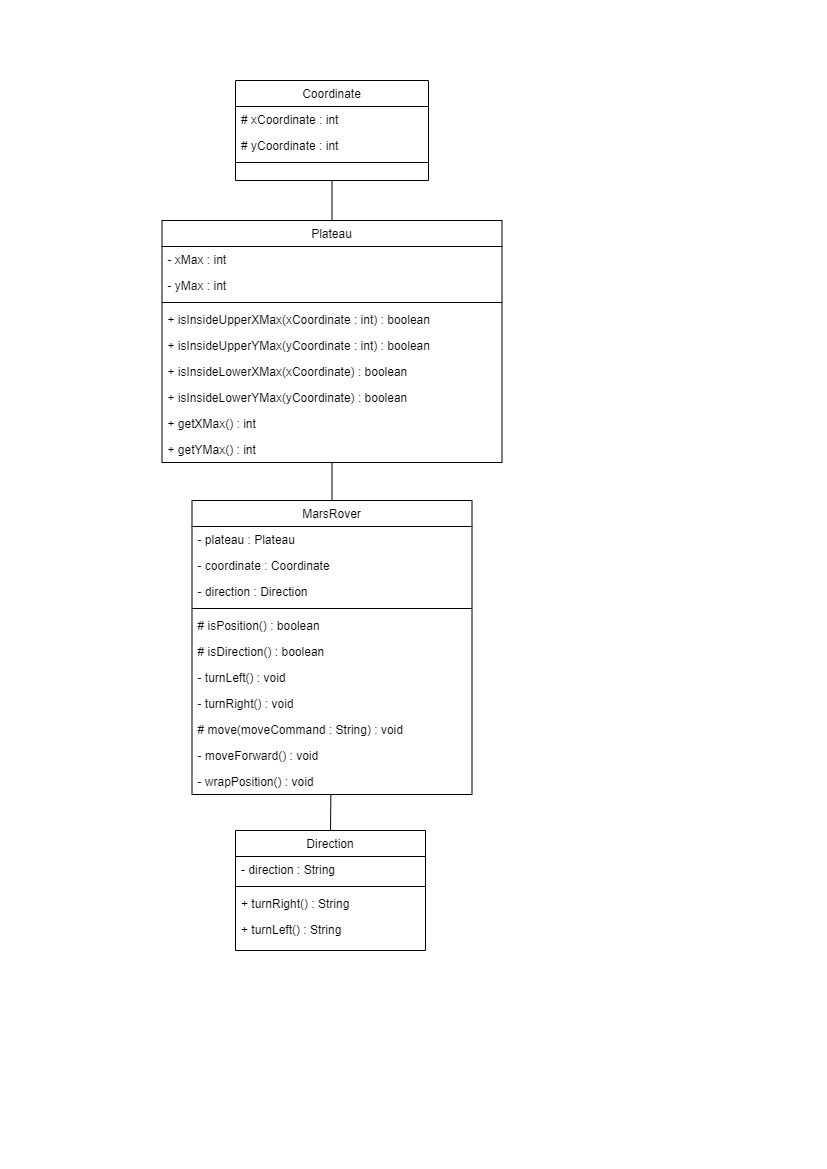 Coordinate
# xCoordinate : int
# yCoordinate : int
Plateau
- xMax : int
- yMax : int
+ isInsideUpperXMax(xCoordinate : int) : boolean
+ isInsideUpperYMax(yCoordinate : int) : boolean
+ isInsideLowerXMax(xCoordinate) : boolean
+ isInsideLowerYMax(yCoordinate) : boolean
+ getXMax() : int
+ getYMax() : int
MarsRover
- plateau : Plateau
- coordinate : Coordinate
- direction : Direction
# isPosition() : boolean
# isDirection() : boolean
- turnLeft() : void
- turnRight() : void
# move(moveCommand : String) : void
- moveForward() : void
- wrapPosition() : void
Direction
- direction : String
+ turnRight() : String
+ turnLeft() : String